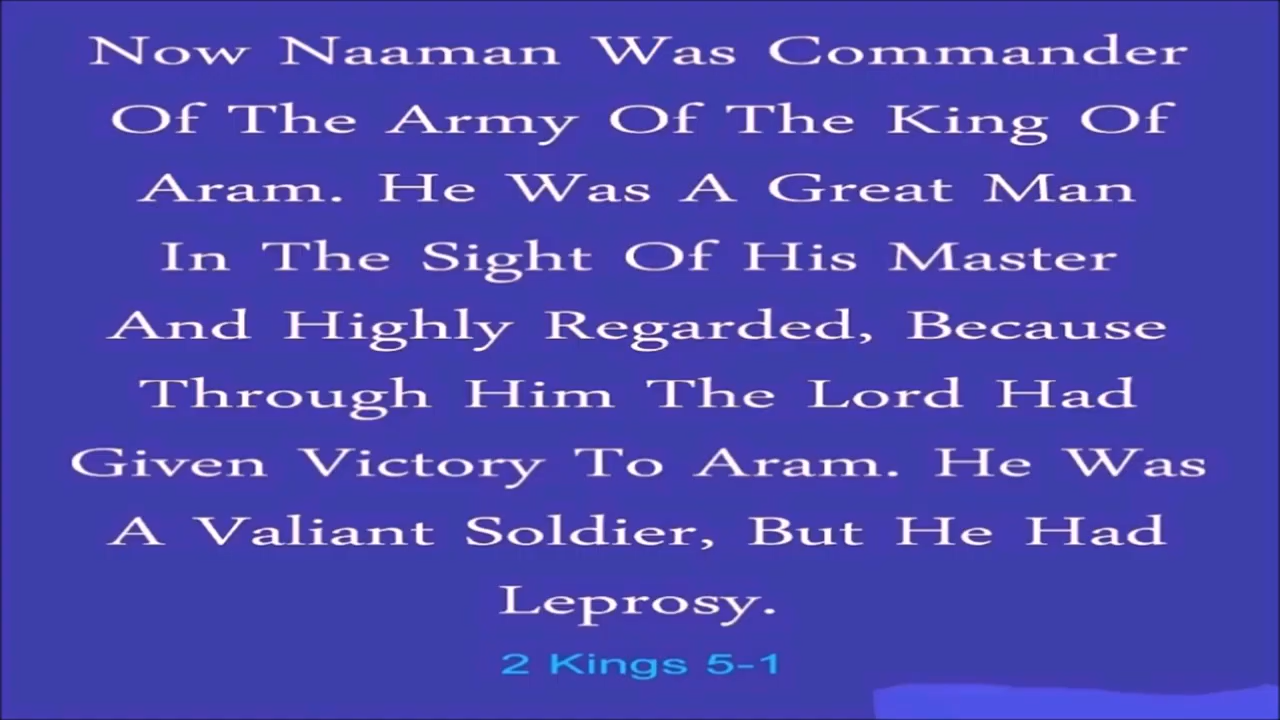 Now Naaman Was Commander
Of The Army Of The King Of
Aram. He Was A Great Man
In The Sight Of His Master
And Highly Regarded, Because
Through Him The Lord Had
Given Victory To Aram. He Was
A Valiant Soldier, But He Had
Leprosy.
2 Kings 5-1